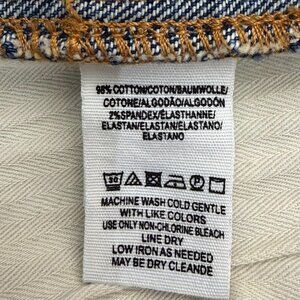 98% COTTON/COTON/BAUMWOLLE/
COTONE/ALGODÃO/ALGODÓN
2%SPANDEX/ÉLASTHANNE/
ELASTAN/ELASTAN/ELASTANO/
ELASTANO
30
MACHINE WASH COLD GENTLE
WITH LIKE COLORS
USE ONLY NON-CHLORINE BLEACH
LINE DRY
LOW IRON AS NEEDED
MAY BE DRY CLEANDE